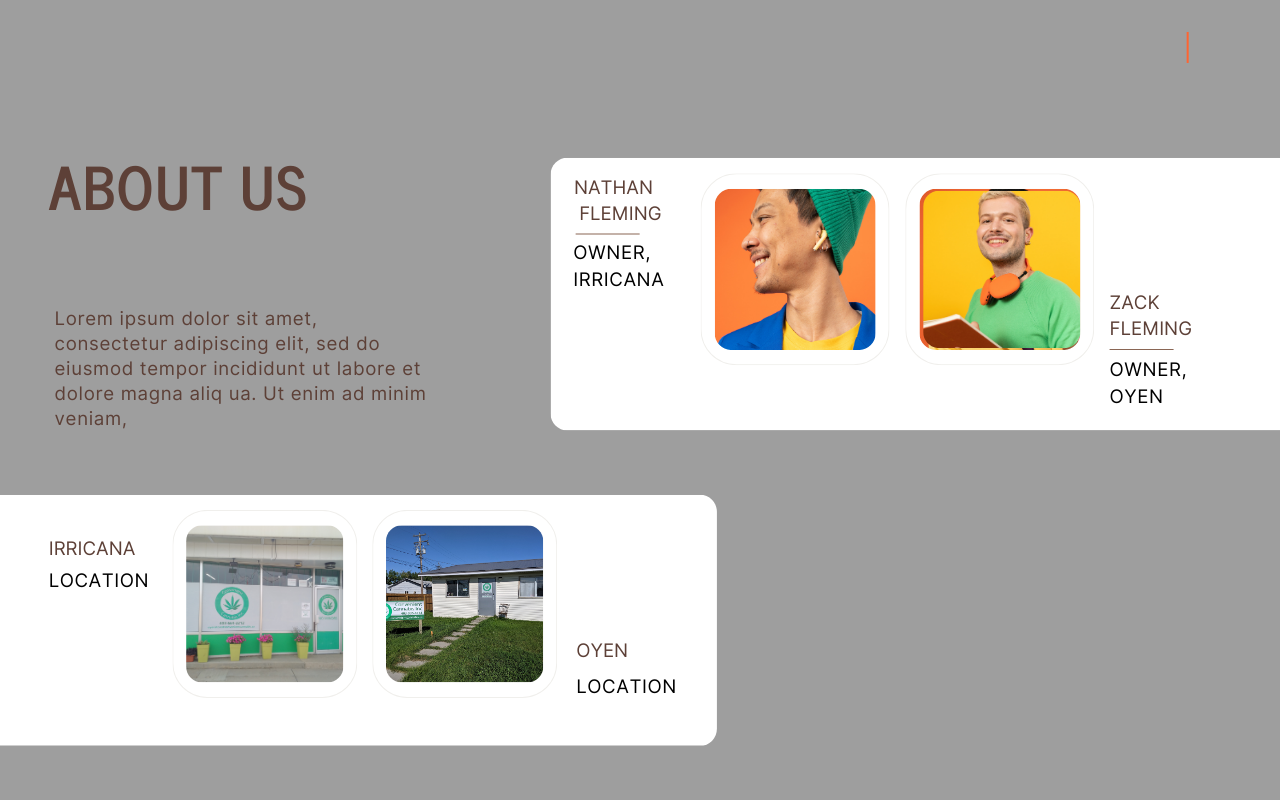 ABOUT US
Lorem ipsum dolor sit amet,
consectetur adipiscing elit, sed do
eiusmod tempor incididunt ut labore et
dolore magna aliq ua. Ut enim ad minim
veniam,
NATHAN
FLEMING
OWNER,
IRRICANA
ZACK
FLEMING
OWNER,
OYEN
IRRICANA
LOCATION
OYEN
LOCATION